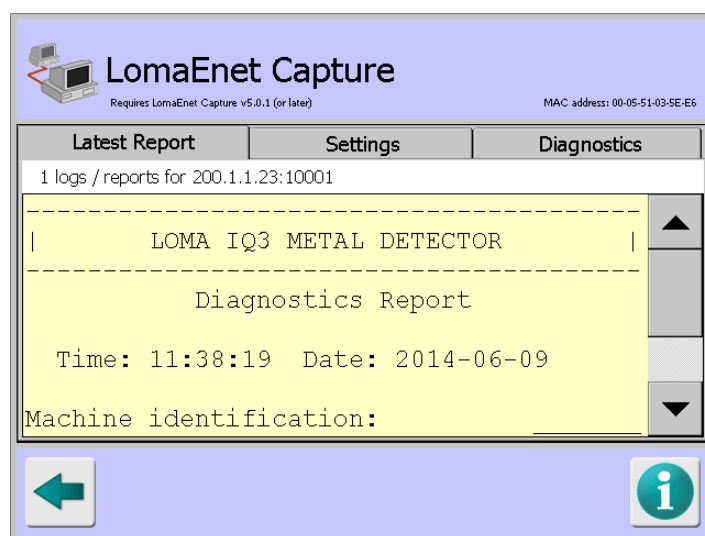 LomaEnet Capture
Requires LomaEnet Capture v5.0.1 (or later)
MAC address: 00-05-51-03-5E-E6
Latest Report
Settings
Diagnostics
1 logs / reports for 200.1.1.23:10001
------------------------------------------
|       LOMA IQ3 METAL DETECTOR       |
------------------------------------------
Diagnostics Report
Time: 11:38:19  Date: 2014-06-09
Machine identification: